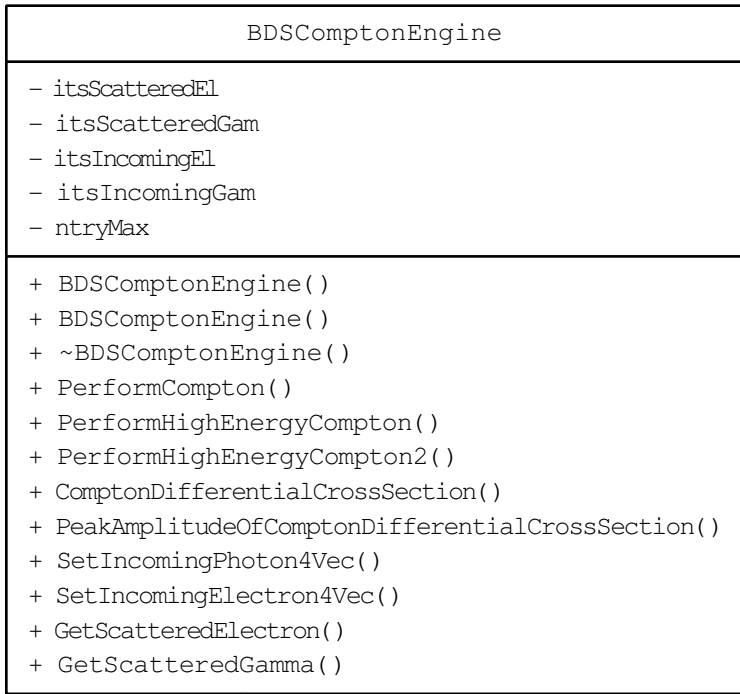 BDSComptonEngine
- itsScatteredEl
- itsScatteredGam
- itsIncomingEl
- itsIncomingGam
- ntryMax
+ BDSComptonEngine()
+ BDSComptonEngine()
+ ~BDSComptonEngine()
+ PerformCompton()
+ PerformHighEnergyCompton()
+ PerformHighEnergyCompton2()
+ ComptonDifferentialCrossSection()
+ PeakAmplitudeOfComptonDifferentialCrossSection()
+ SetIncomingPhoton4Vec()
+ SetIncomingElectron4Vec()
+ GetScatteredElectron()
+ GetScatteredGamma()